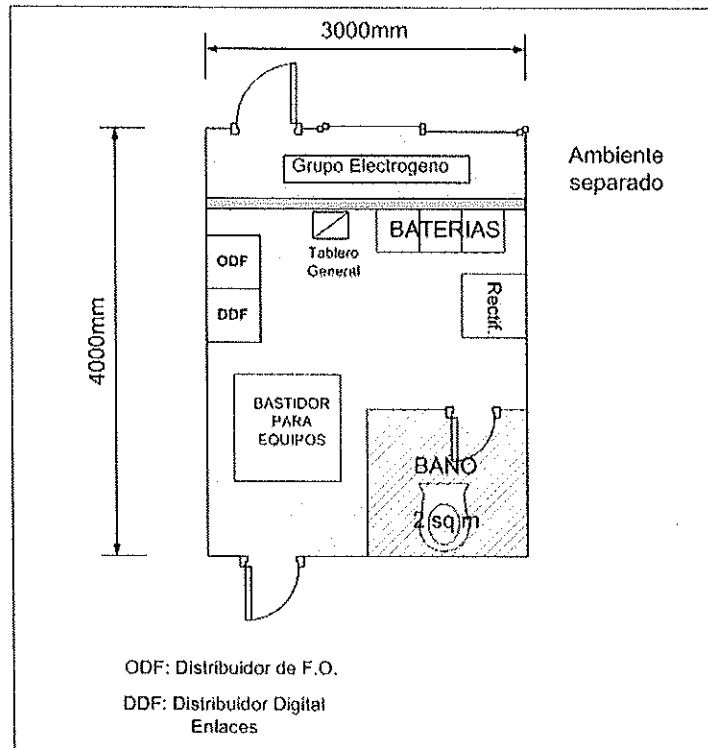 3000mm
Grupo Electrogeno
Ambiente
separado
BATERIAS
Tablero
General
ODF
DDF
Rectif.
4000mm
BASTIDOR
PARA
EQUIPOS
BAÑO
2 sq m
ODF: Distribuidor de F.O.
DDF: Distribuidor Digital
Enlaces